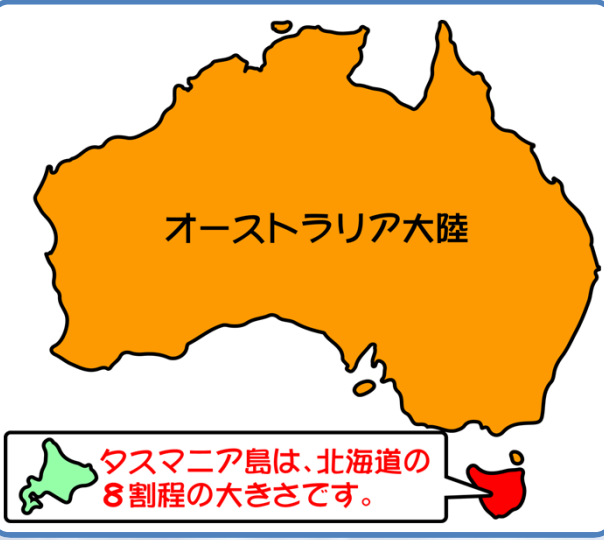 オーストラリア大陸
タスマニア島は、北海道の
8割程の大きさです。